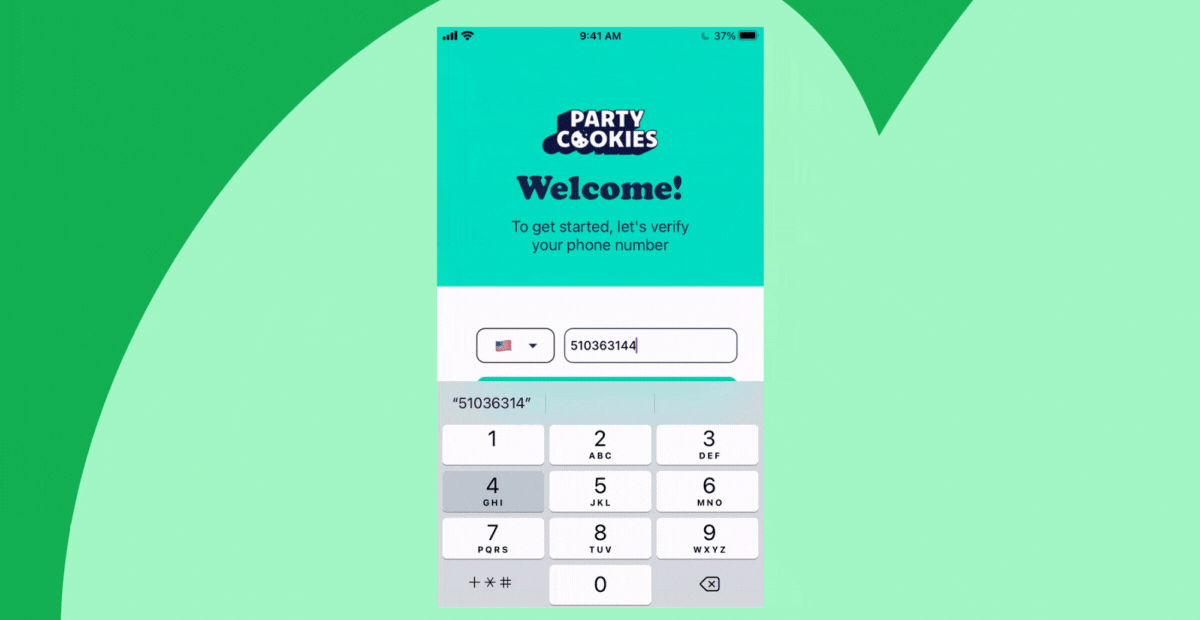 9:41 AM
37%
PARTY
COOKIES
Welcome!
To get started, let's verify
your phone number
510363144
“51036314”
1
2
ABC
3
DEF
4
GHI
5
JKL
6
MNO
7
PQRS
8
TUV
9
WXYZ
+*#
0